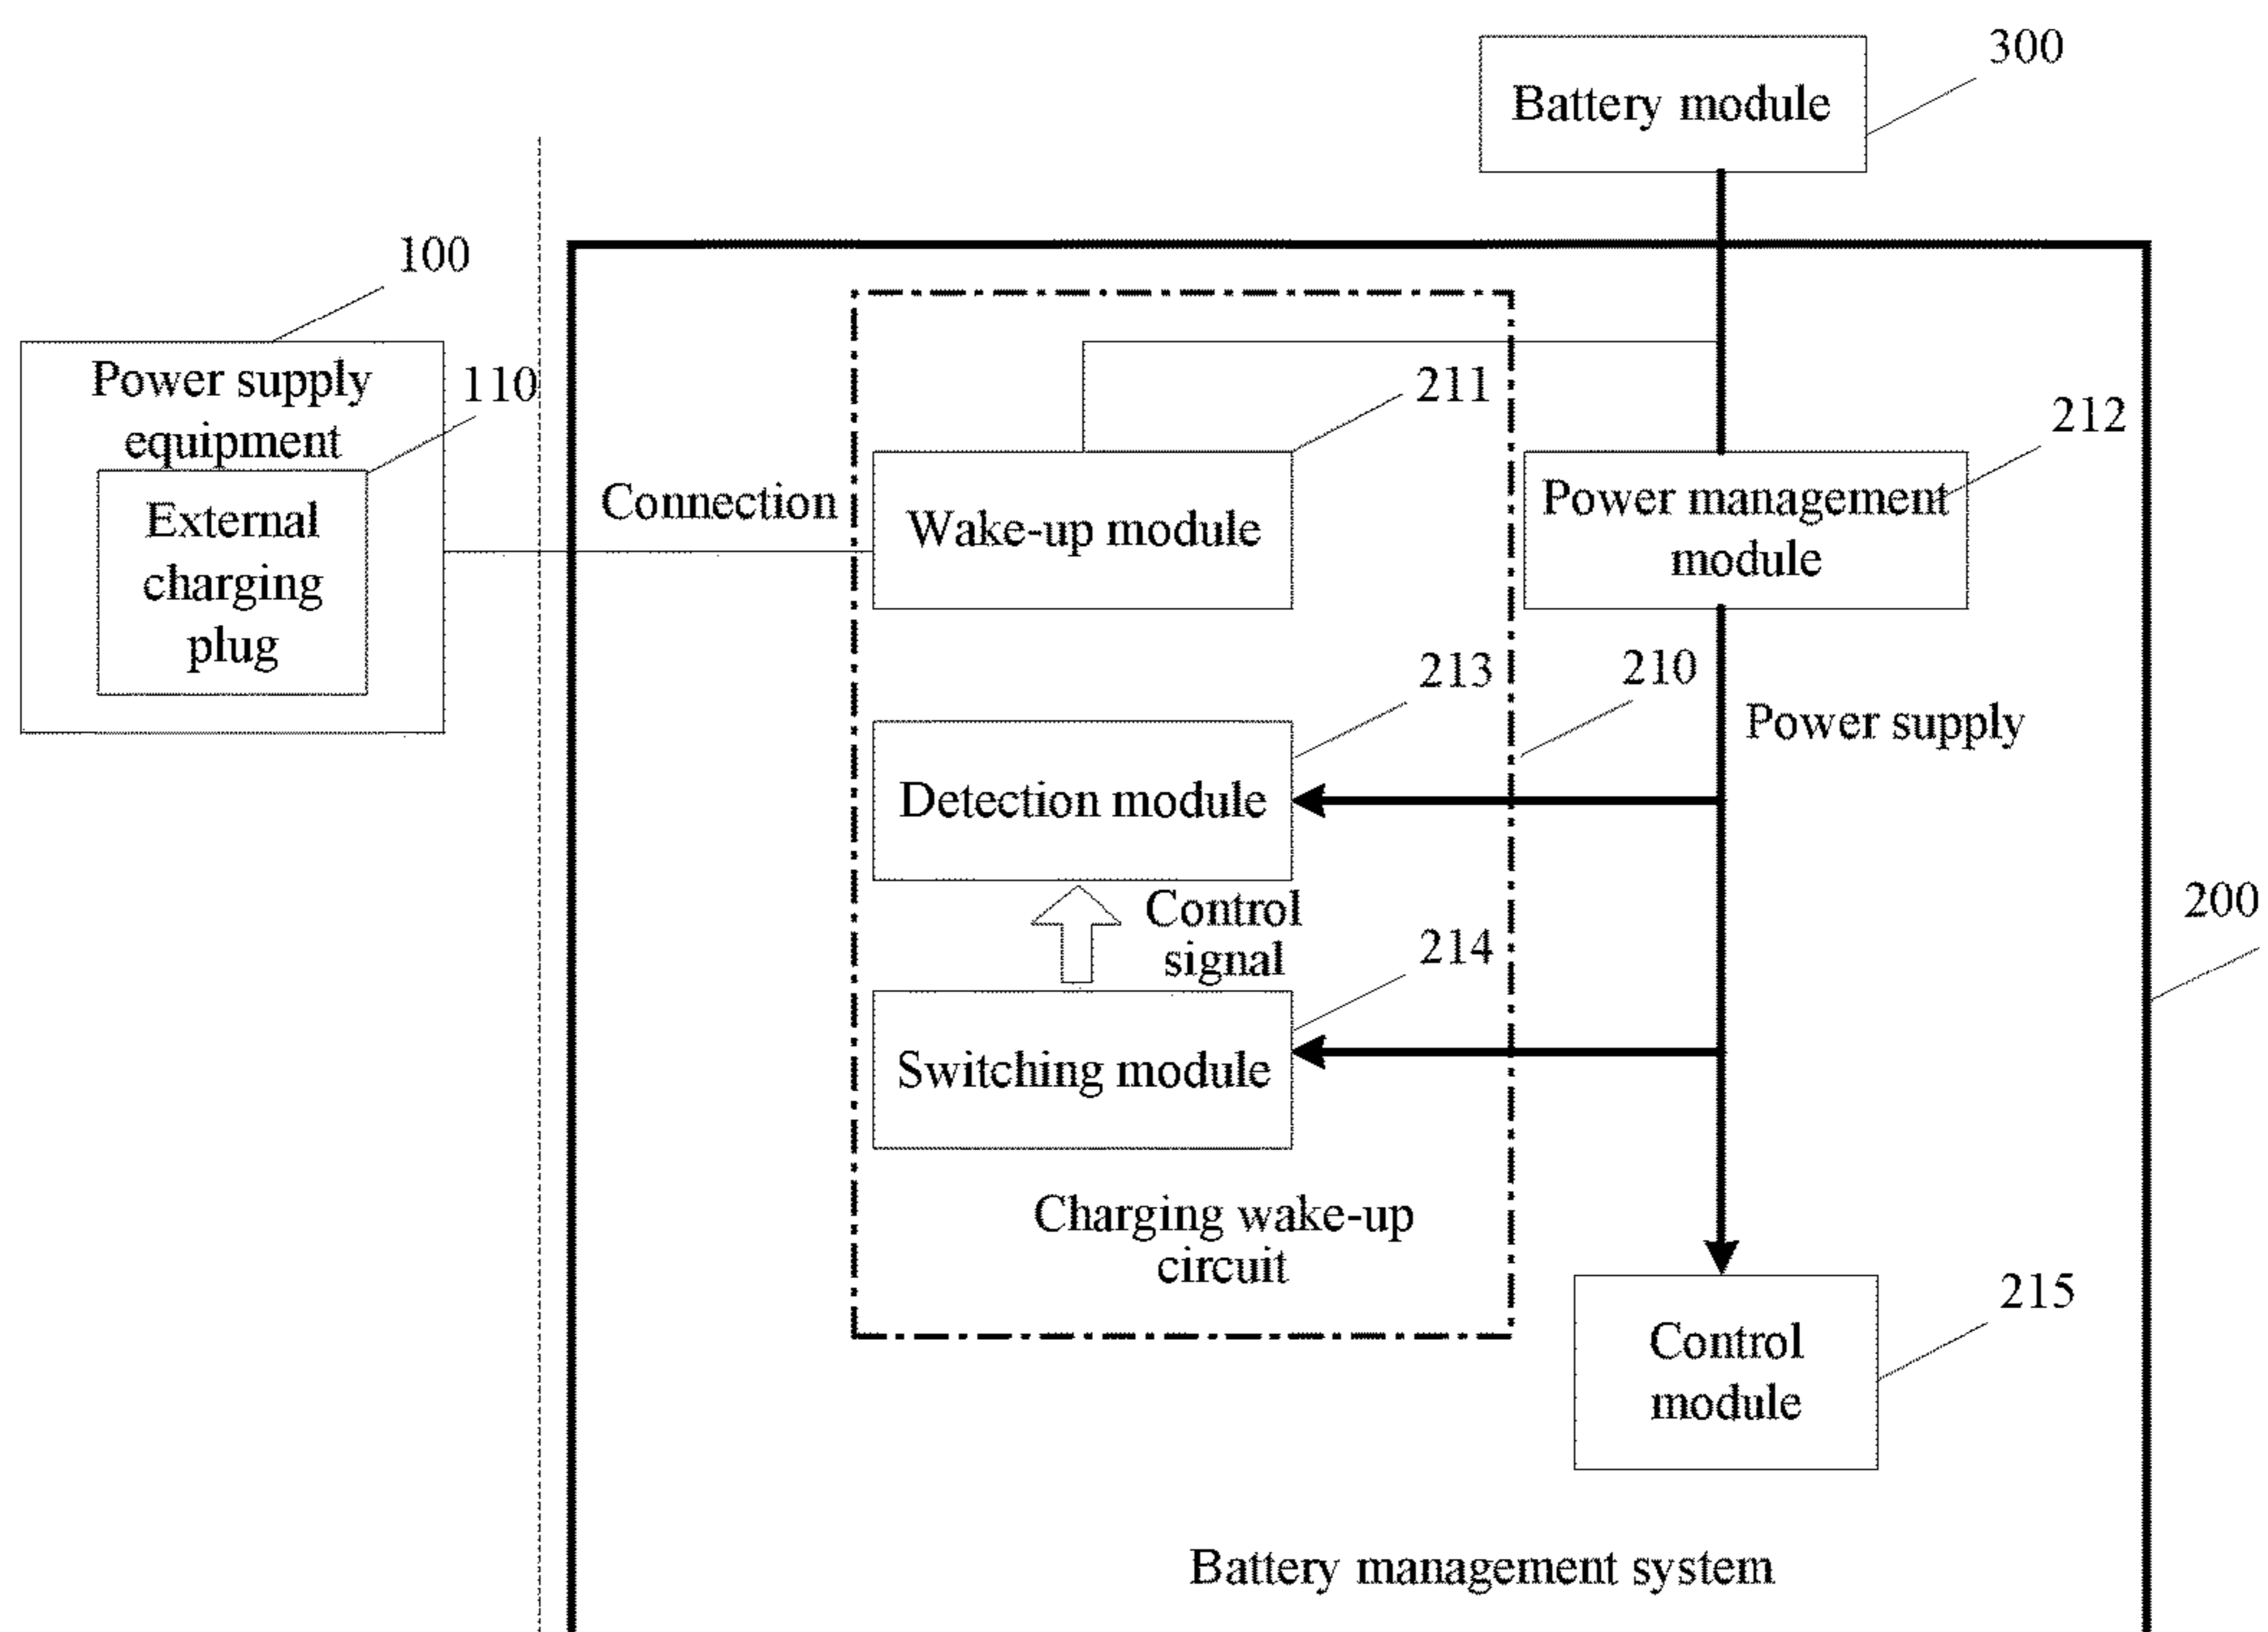 300
Battery module
100
Power supply
equipment
110
External
charging
plug
Connection
211
Wake-up module
212
Power management
module
213
210
Power supply
Detection module
Control
signal
214
200
Switching module
Charging wake-up
circuit
215
Control
module
Battery management system